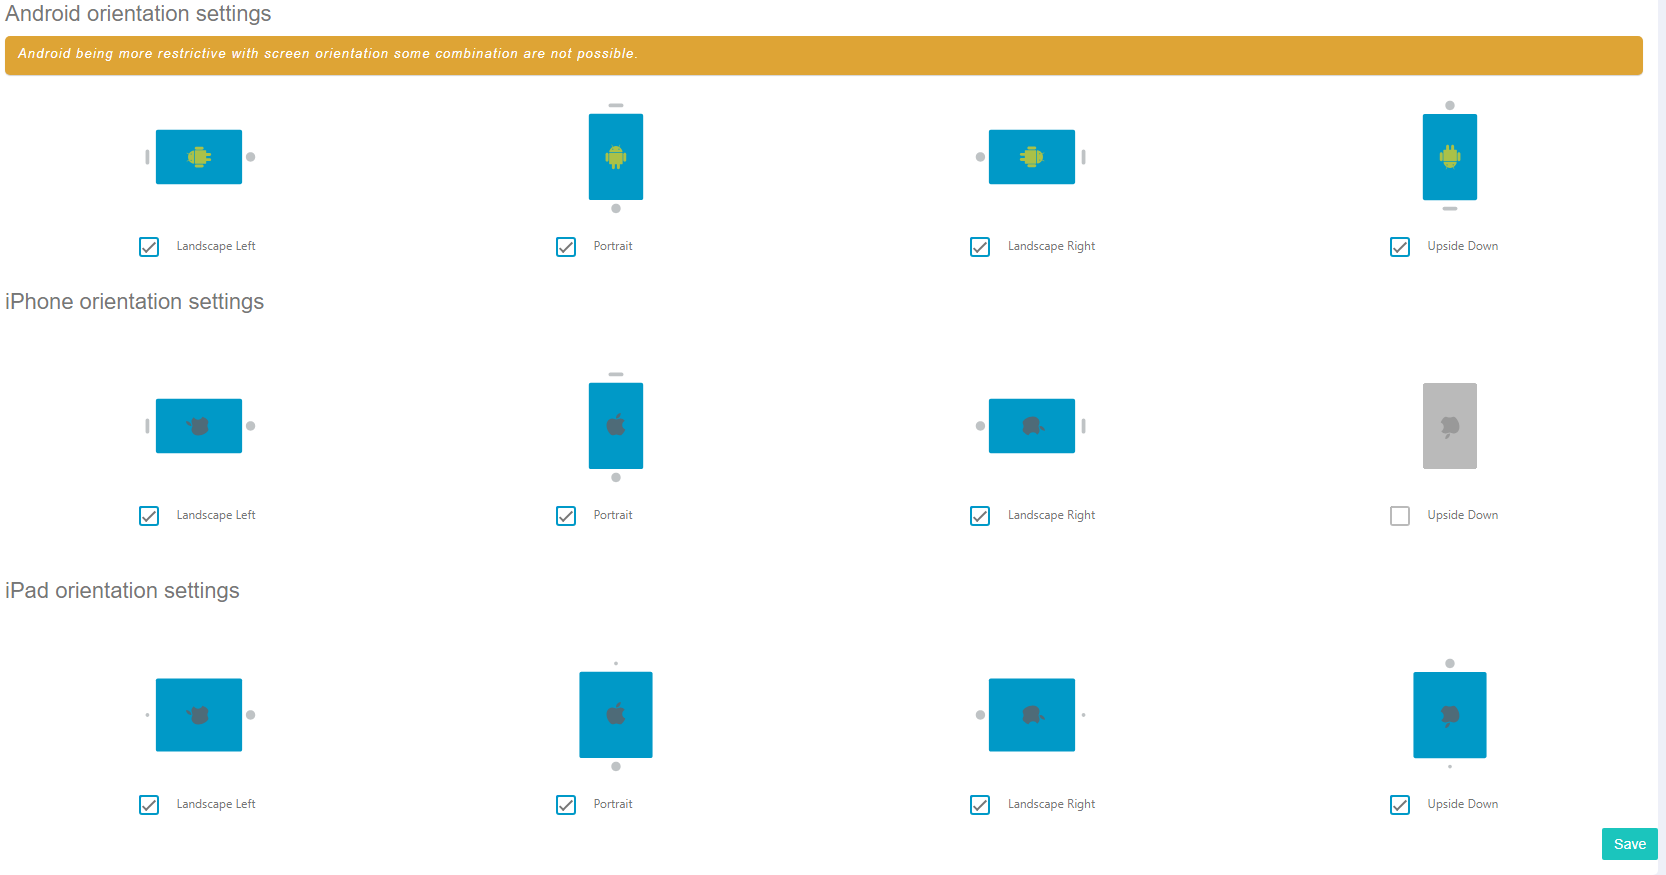 Android orientation settings
Android being more restrictive with screen orientation some combination are not possible.
Landscape Left
Portrait
Landscape Right
Upside Down
iPhone orientation settings
Landscape Left
Portrait
Landscape Right
Upside Down
iPad orientation settings
Landscape Left
Portrait
Landscape Right
Upside Down
Save